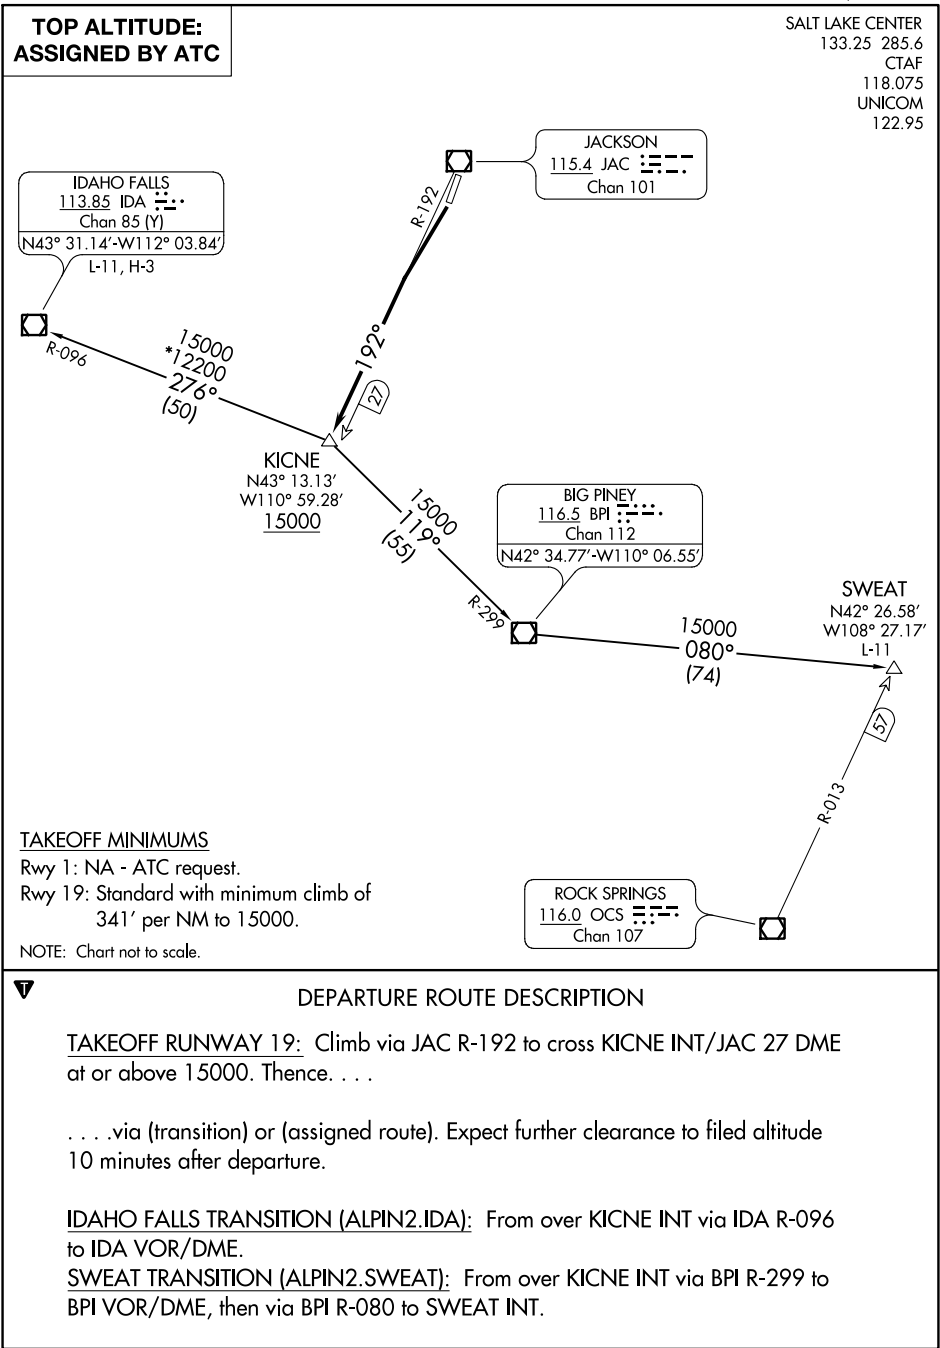 TOP ALTITUDE:
ASSIGNED BY ATC
SALT LAKE CENTER
133.25 285.6
CTAF
118.075
UNICOM
122.95
JACKSON
115.4 JAC
Chan 101
IDAHO FALLS
113.85 IDA
Chan 85 (Y)
N43° 31.14′-W112° 03.84′
L-11, H-3
R-192
192°
27
R-096
15000
*12200
276°
(50)
KICNE
N43° 13.13′
W110° 59.28′
15000
15000
119°
(55)
R-299
BIG PINEY
116.5 BPI
Chan 112
N42° 34.77′-W110° 06.55′
15000
080°
(74)
SWEAT
N42° 26.58′
W108° 27.17′
L-11
57
R-013
ROCK SPRINGS
116.0 OCS
Chan 107
TAKEOFF MINIMUMS
Rwy 1: NA - ATC request.
Rwy 19: Standard with minimum climb of
341′ per NM to 15000.
NOTE: Chart not to scale.
T
DEPARTURE ROUTE DESCRIPTION
TAKEOFF RUNWAY 19: Climb via JAC R-192 to cross KICNE INT/JAC 27 DME
at or above 15000. Thence. . . .
. . . .via (transition) or (assigned route). Expect further clearance to filed altitude
10 minutes after departure.
IDAHO FALLS TRANSITION (ALPIN2.IDA): From over KICNE INT via IDA R-096
to IDA VOR/DME.
SWEAT TRANSITION (ALPIN2.SWEAT): From over KICNE INT via BPI R-299 to
BPI VOR/DME, then via BPI R-080 to SWEAT INT.